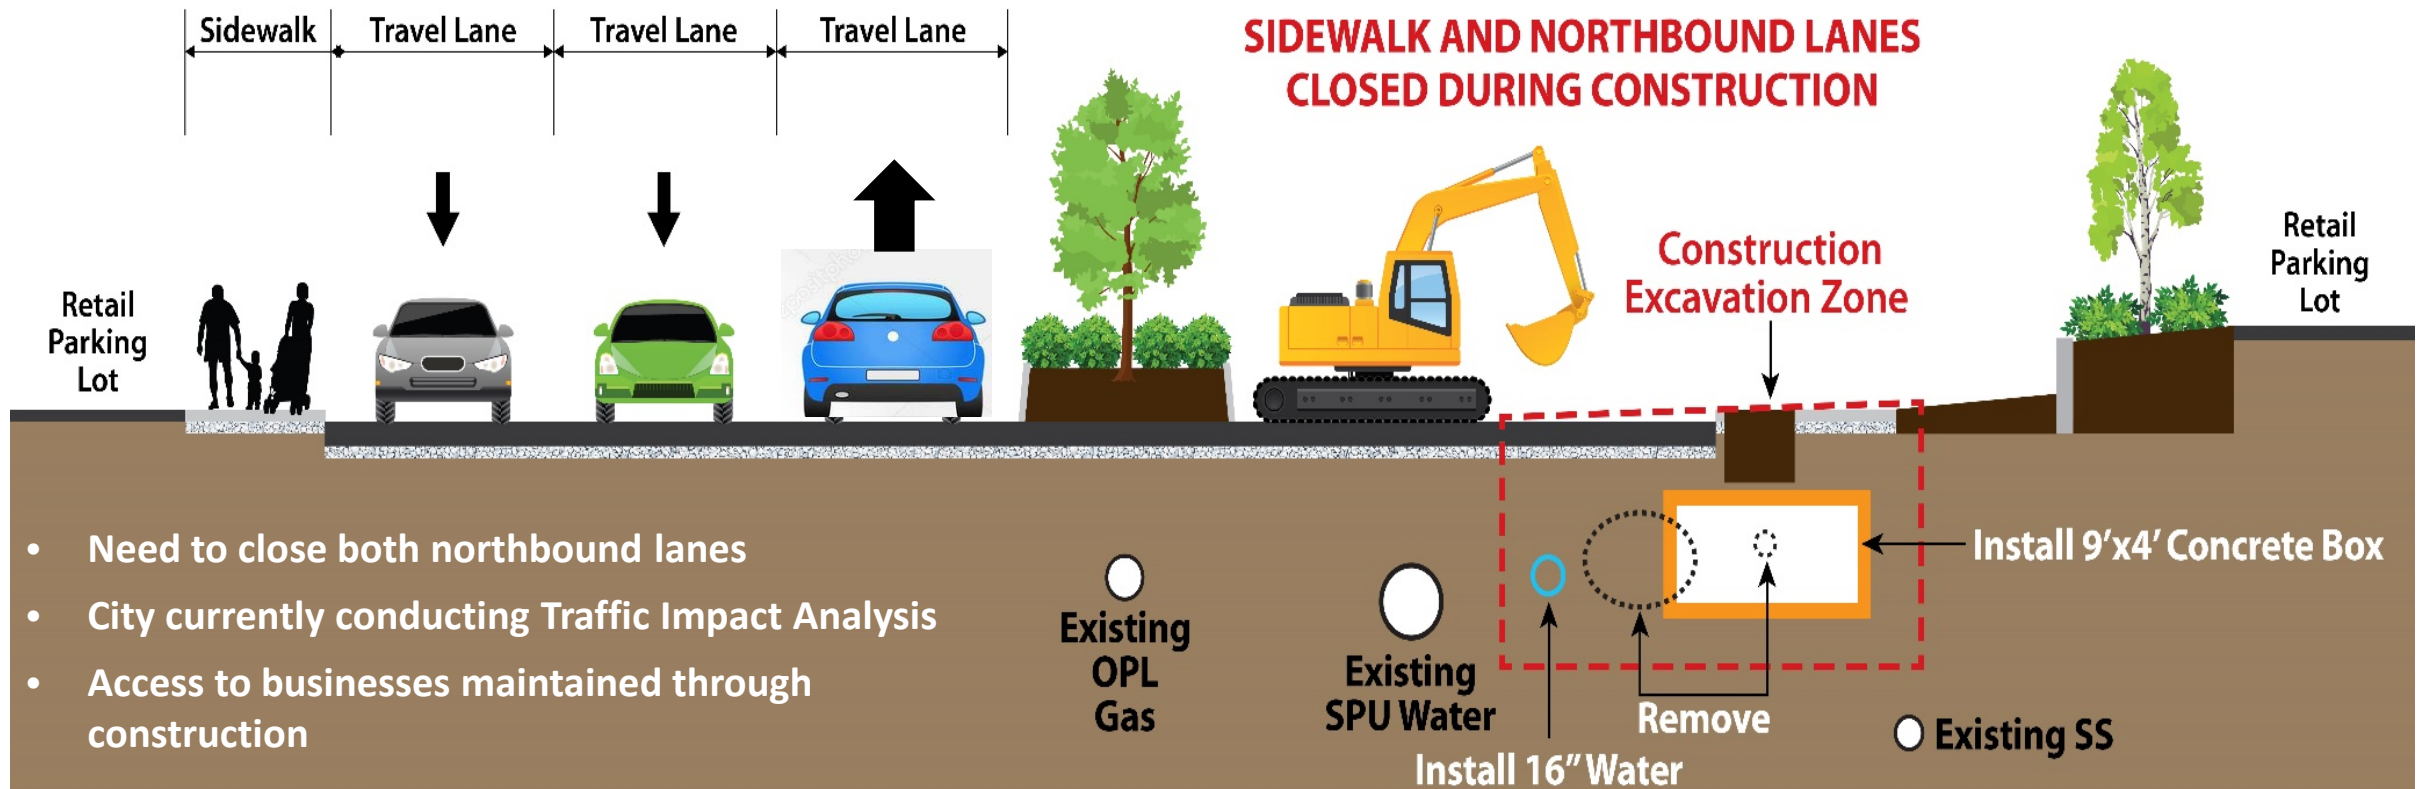 Sidewalk
Travel Lane
Travel Lane
Travel Lane
SIDEWALK AND NORTHBOUND LANES
CLOSED DURING CONSTRUCTION
Retail
Parking
Lot
Construction
Excavation Zone
Retail
Parking
Lot
• Need to close both northbound lanes
• City currently conducting Traffic Impact Analysis
• Access to businesses maintained through
construction
Existing
OPL
Gas
Existing
SPU Water
Install 16” Water
Remove
Install 9’x4’ Concrete Box
Existing SS